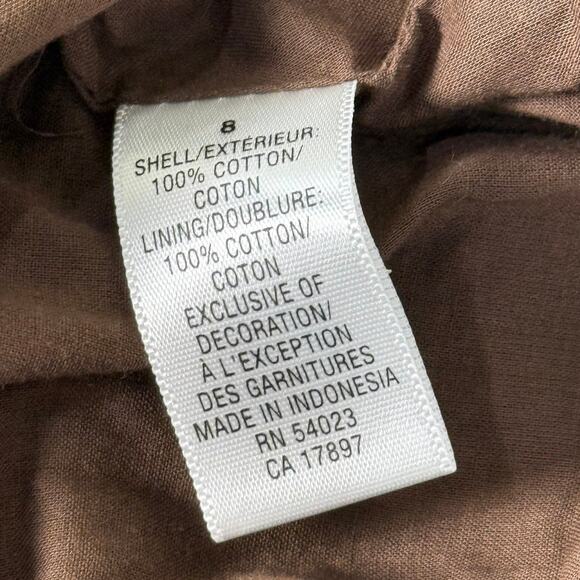 8
SHELL/EXTÉRIEUR:
100% COTTON/
COTON
LINING/DOUBLURE:
100% COTTON/
COTON
EXCLUSIVE OF
DECORATION/
À L'EXCEPTION
DES GARNITURES
MADE IN INDONESIA
RN 54023
CA 17897